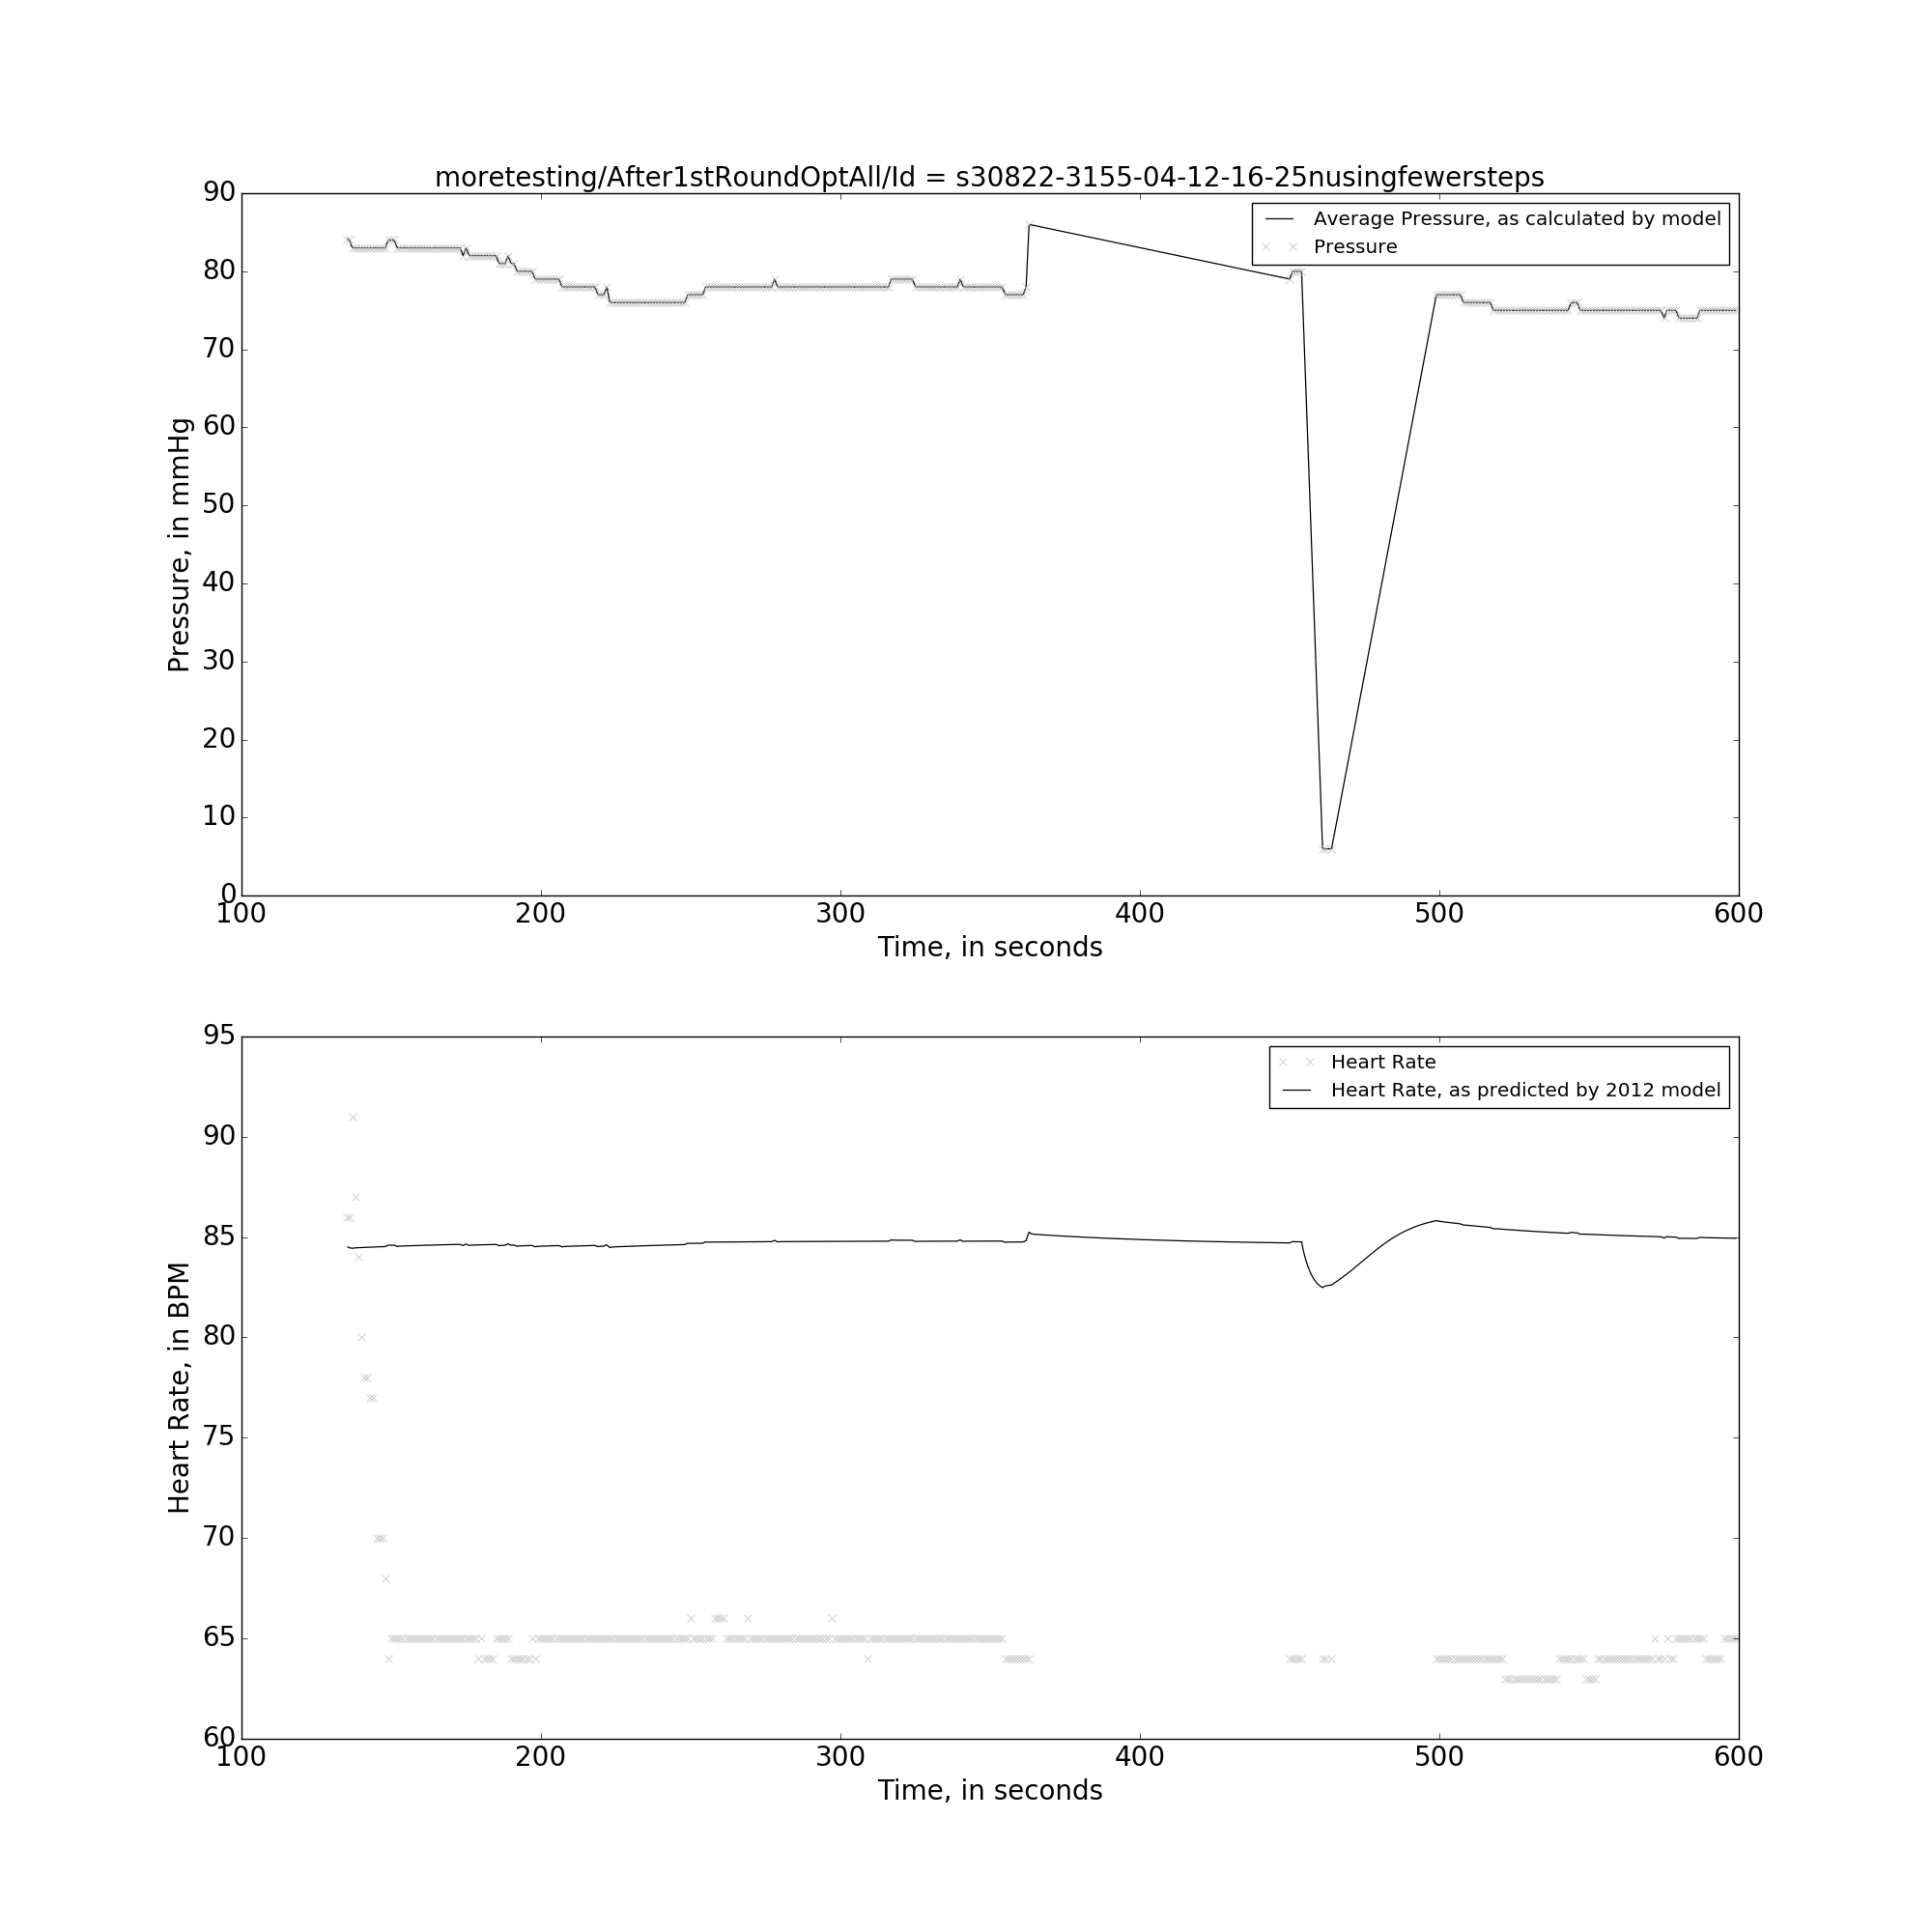 moretesting/After1stRoundOptAll/Id = s30822-3155-04-12-16-25nusingfewersteps
90
80
70
60
50
40
30
20
10
0
Pressure, in mmHg
Average Pressure, as calculated by model
Pressure
100 200 300 400 500 600
Time, in seconds
95
90
85
80
75
70
65
60
Heart Rate, in BPM
Heart Rate
Heart Rate, as predicted by 2012 model
100 200 300 400 500 600
Time, in seconds